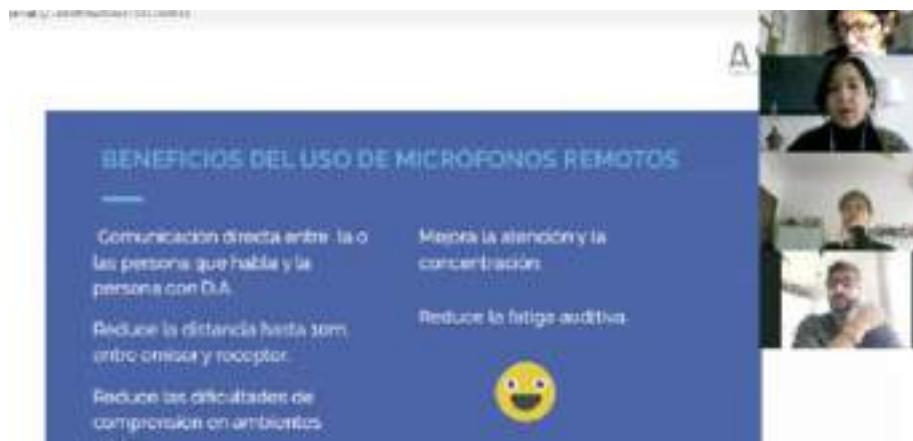 BENEFICIOS DEL USO DE MICRÓFONOS REMOTOS
Comunicación directa entre la o
las persona que habla y la
persona con D.A.
Reduce la distancia hasta 10m.
entre emisor y receptor.
Reduce las dificultades de
comprensión en ambientes
Mejora la atención y la
concentración.
Reduce la fatiga auditiva.
A